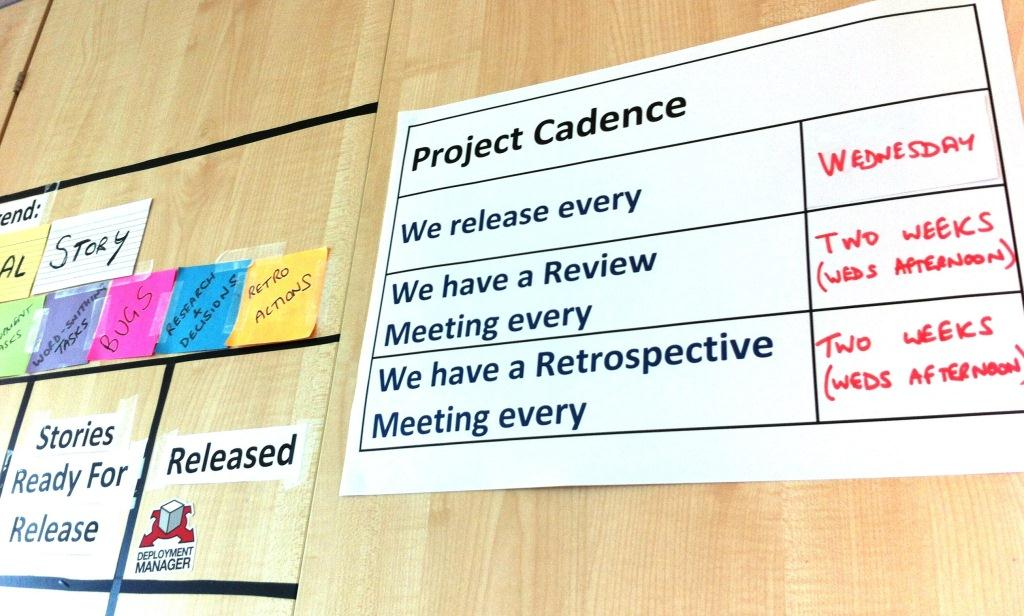 Project Cadence
We release every
WEDNESDAY
We have a Review
Meeting every
TWO WEEKS
(WEDS AFTERNOON)
We have a Retrospective
Meeting every
TWO WEEKS
(WEDS AFTERNOON)
STORY
WORD-SMITHING
TASKS
BUGS
RESEARCH
&
DECISIONS
RETRO
ACTIONS
Stories
Ready For
Release
Released
DEPLOYMENT
MANAGER